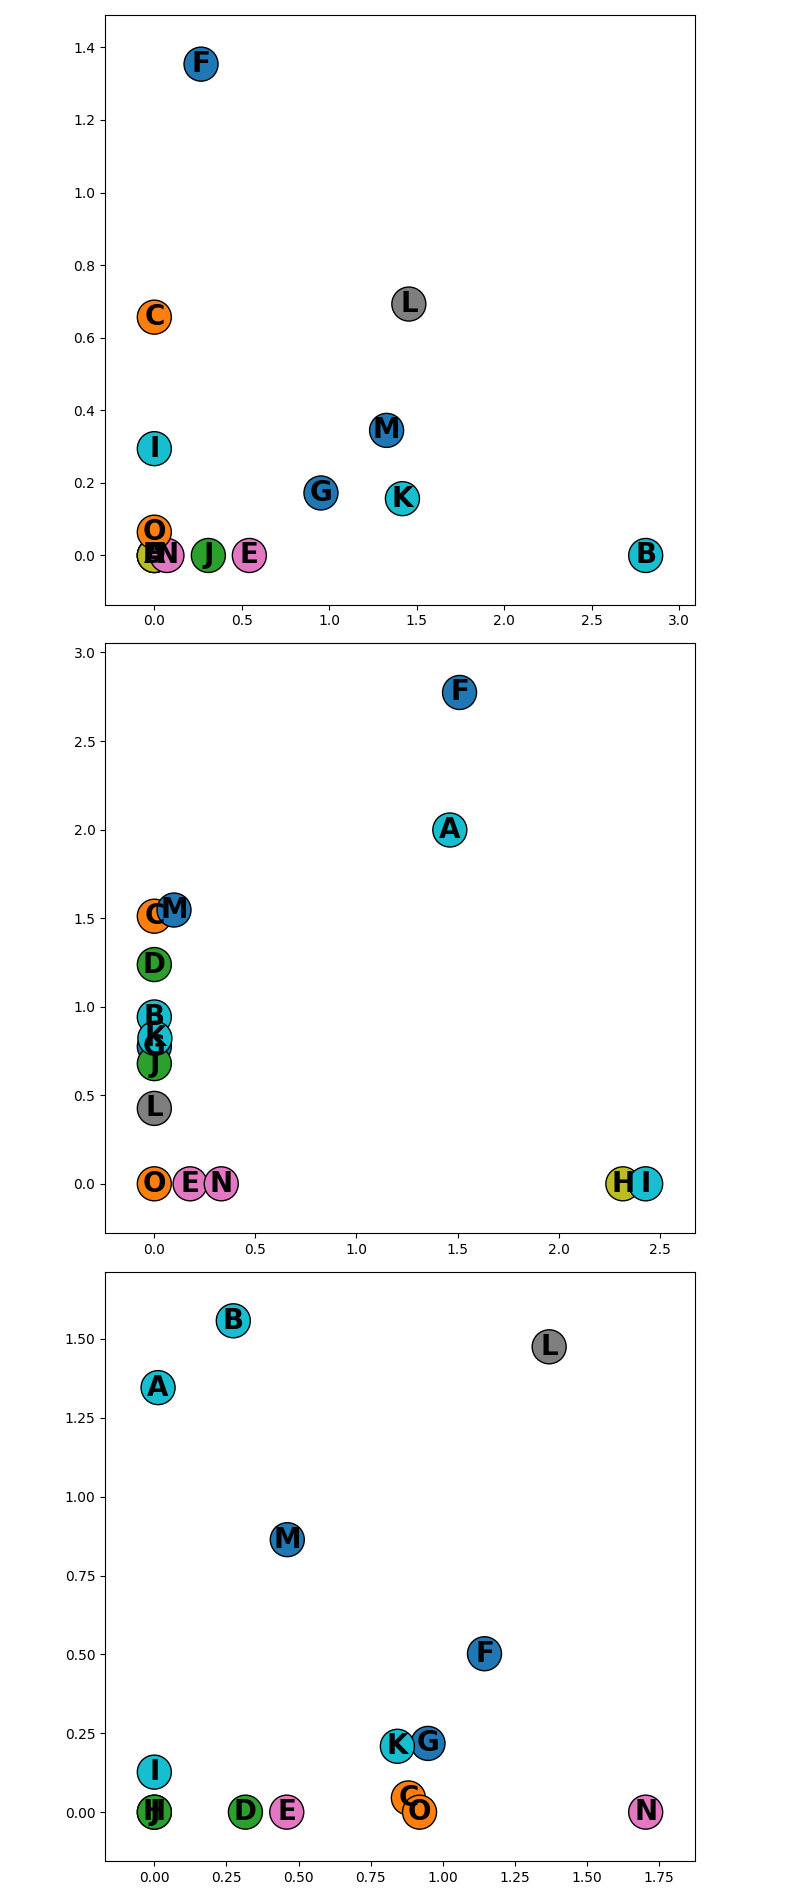 1.4
F
1.2
1.0
0.8
C
L
0.6
M
0.4
I
G
K
0.2
O
0.0
N
J
E
B
0.0 0.5 1.0 1.5 2.0 2.5 3.0
3.0
F
2.5
A
2.0
C M
1.5
D
B
1.0
K
G
J
0.5
L
0.0
O E N H I
0.0 0.5 1.0 1.5 2.0 2.5
B
1.50
L
A
1.25
1.00
M
0.75
0.50
F
0.25
K G
I
C
0.00
H
J
D E O N
0.00 0.25 0.50 0.75 1.00 1.25 1.50 1.75